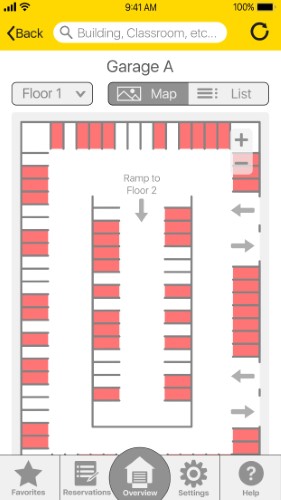 9:41 AM
100%
Back
Building, Classroom, etc...
Garage A
Floor 1
Map
List
Ramp to
Floor 2
Favorites
Reservations
Overview
Settings
Help